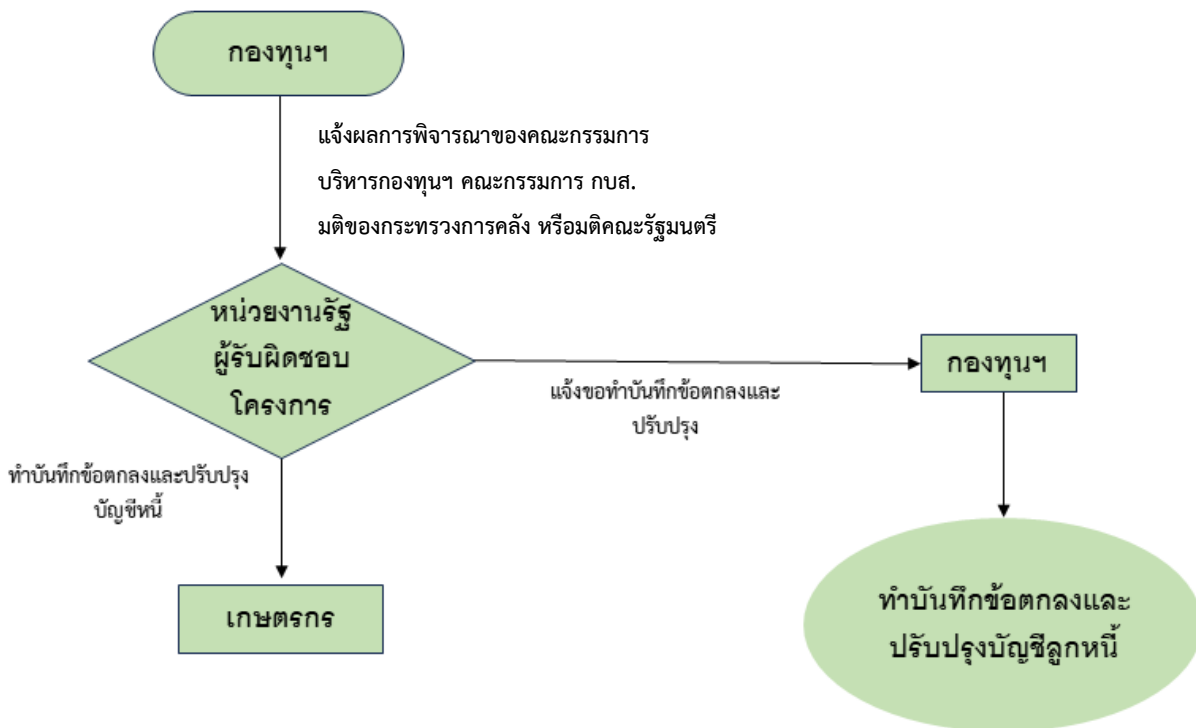 กองทุนฯ
แจ้งผลการพิจารณาของคณะกรรมการ
บริหารกองทุนฯ คณะกรรมการ กบส.
มติของกระทรวงการคลัง หรือมติคณะรัฐมนตรี
หน่วยงานรัฐ
ผู้รับผิดชอบ
โครงการ
กองทุนฯ
แจ้งขอทำบันทึกข้อตกลงและ
ปรับปรุง
ทำบันทึกข้อตกลงและปรับปรุง
บัญชีหนี้
เกษตรกร
ทำบันทึกข้อตกลงและ
ปรับปรุงบัญชีลูกหนี้